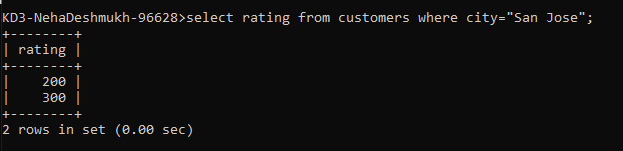 KD3-NehaDeshmukh-96628>select rating from customers where city="San Jose";
+--------+
| rating |
+--------+
|    200 |
|    300 |
+--------+
2 rows in set (0.00 sec)